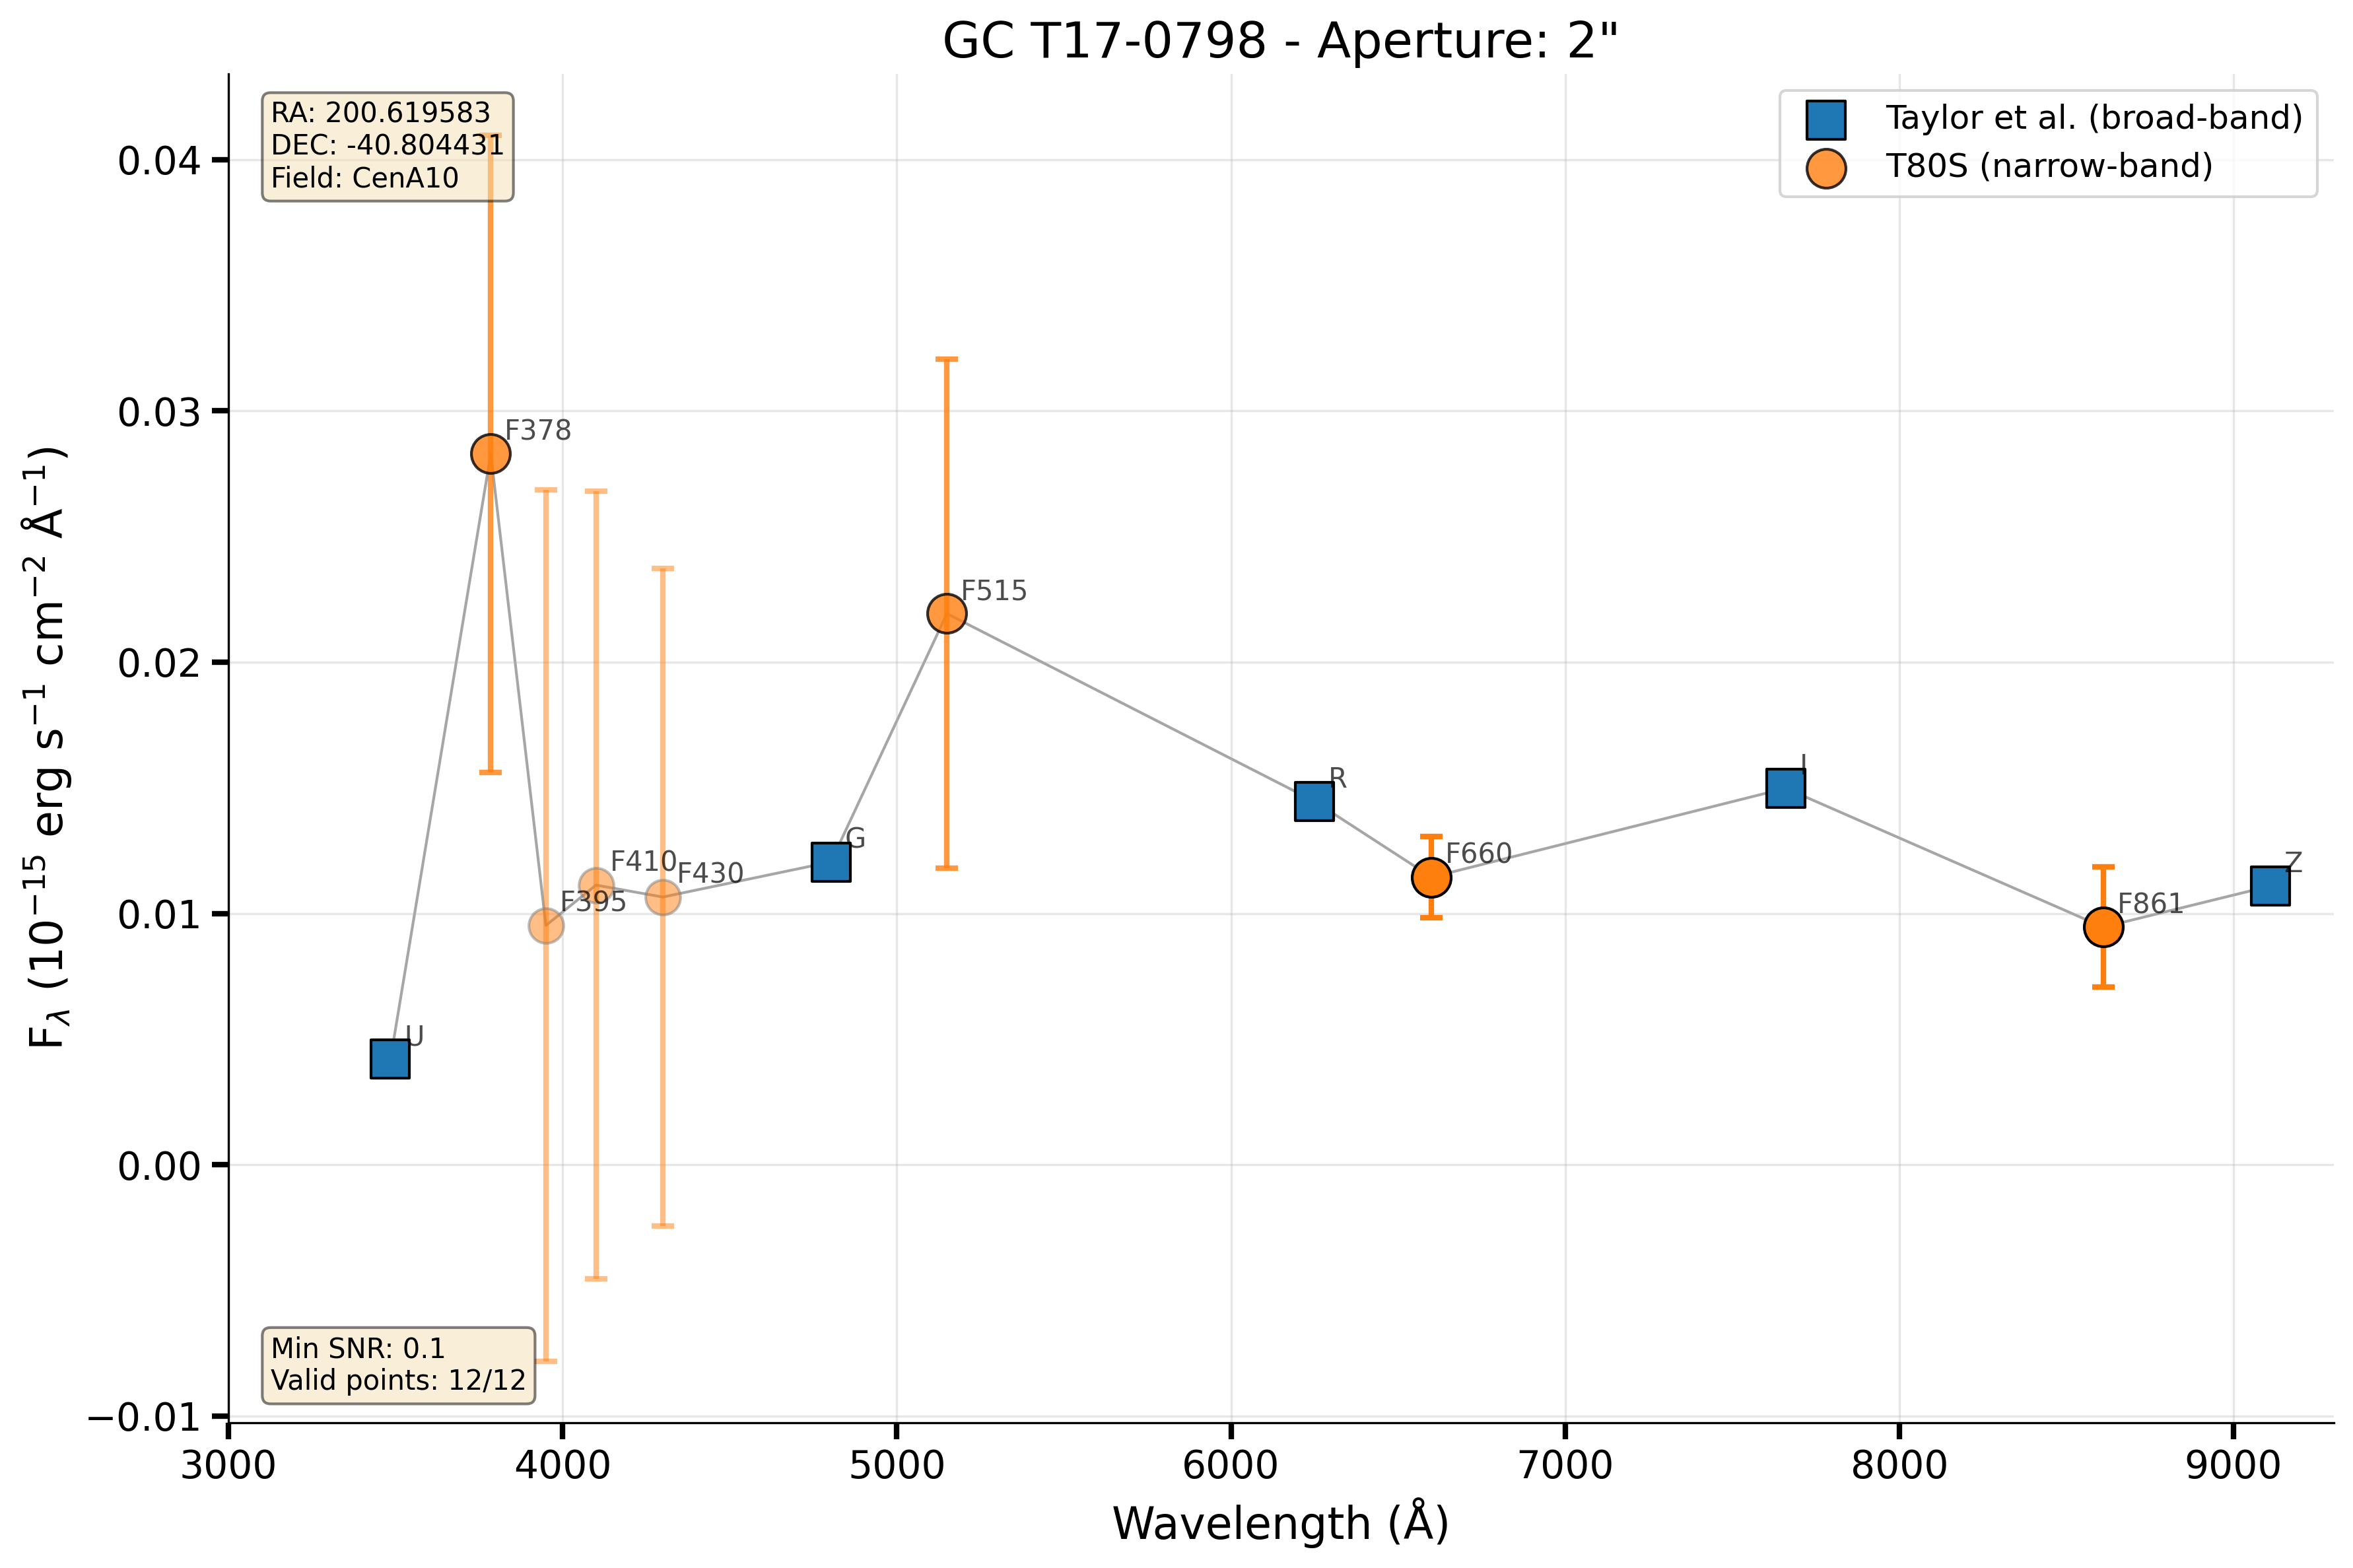 GC T17-0798 - Aperture: 2"
RA: 200.619583
DEC: -40.804431
Field: CenA10
Taylor et al. (broad-band)
T80S (narrow-band)
0.04
0.03
0.02
0.01
0.00
−0.01
F_λ (10⁻¹⁵ erg s⁻¹ cm⁻² Å⁻¹)
F378
F515
F410
F430
F395
G
U
R
F660
I
F861
Z
Min SNR: 0.1
Valid points: 12/12
3000 4000 5000 6000 7000 8000 9000
Wavelength (Å)